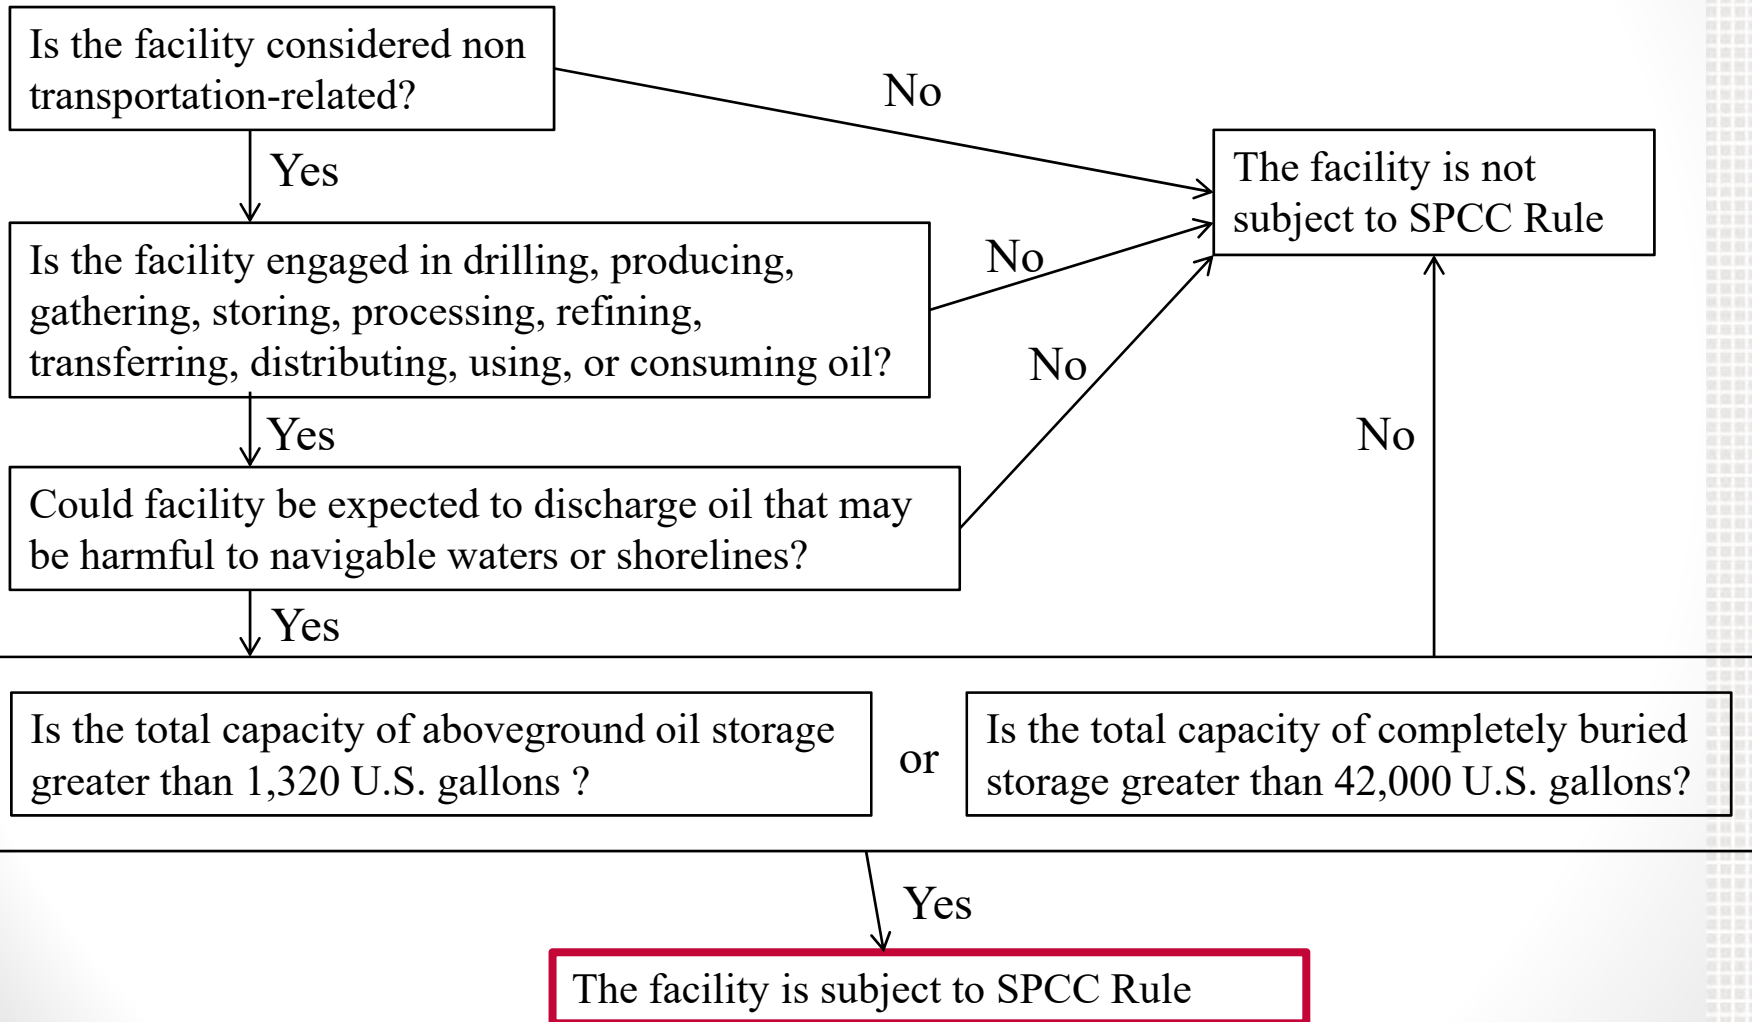 Is the facility considered non
transportation-related?
No
Yes
The facility is not
subject to SPCC Rule
Is the facility engaged in drilling, producing,
gathering, storing, processing, refining,
transferring, distributing, using, or consuming oil?
No
No
Yes
No
Could facility be expected to discharge oil that may
be harmful to navigable waters or shorelines?
Yes
Is the total capacity of aboveground oil storage
greater than 1,320 U.S. gallons ?
or
Is the total capacity of completely buried
storage greater than 42,000 U.S. gallons?
Yes
The facility is subject to SPCC Rule